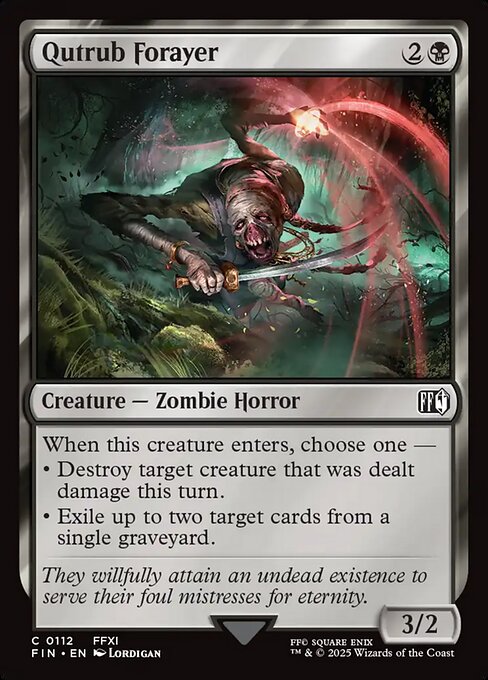 Qutrub Forayer 2
Creature — Zombie Horror
FF
When this creature enters, choose one —
• Destroy target creature that was dealt
damage this turn.
• Exile up to two target cards from a
single graveyard.
They willfully attain an undead existence to
serve their foul mistresses for eternity.
3/2
C 0112 FFXI
FIN • EN LORDIGAN
FF© SQUARE ENIX
™ & © 2025 Wizards of the Coast